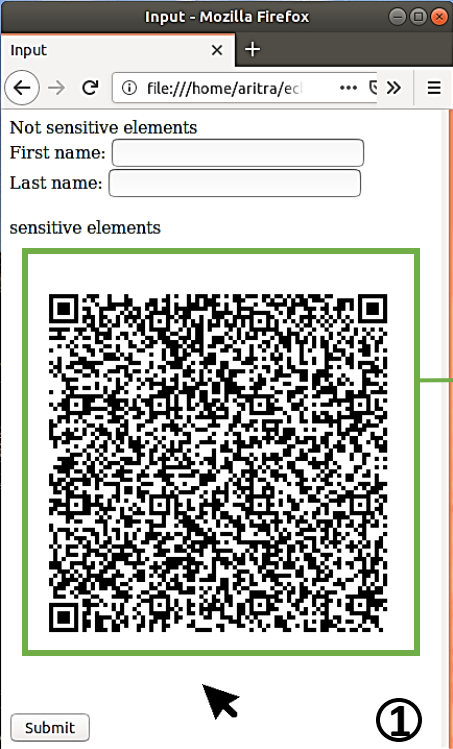 Input - Mozilla Firefox
Input
file:///home/aritra/ec
Not sensitive elements
First name:
Last name:
sensitive elements
Submit
1